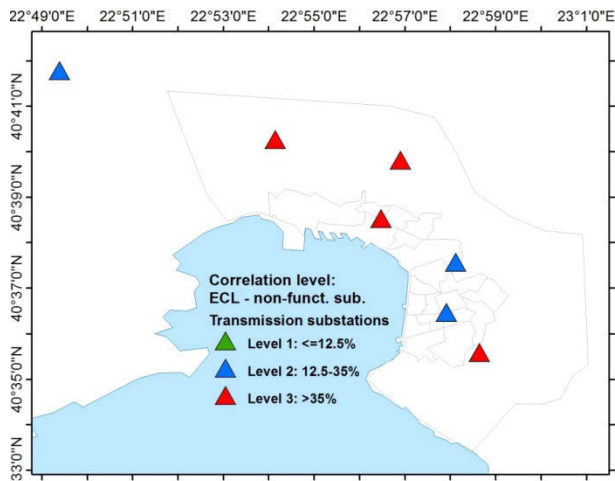 22°49'0"E 22°51'0"E 22°53'0"E 22°55'0"E 22°57'0"E 22°59'0"E 23°1'0"E
40°41'0"N
40°39'0"N
40°37'0"N
40°35'0"N
33'0"N
Correlation level:
ECL - non-funct. sub.
Transmission substations
Level 1: <=12.5%
Level 2: 12.5-35%
Level 3: >35%